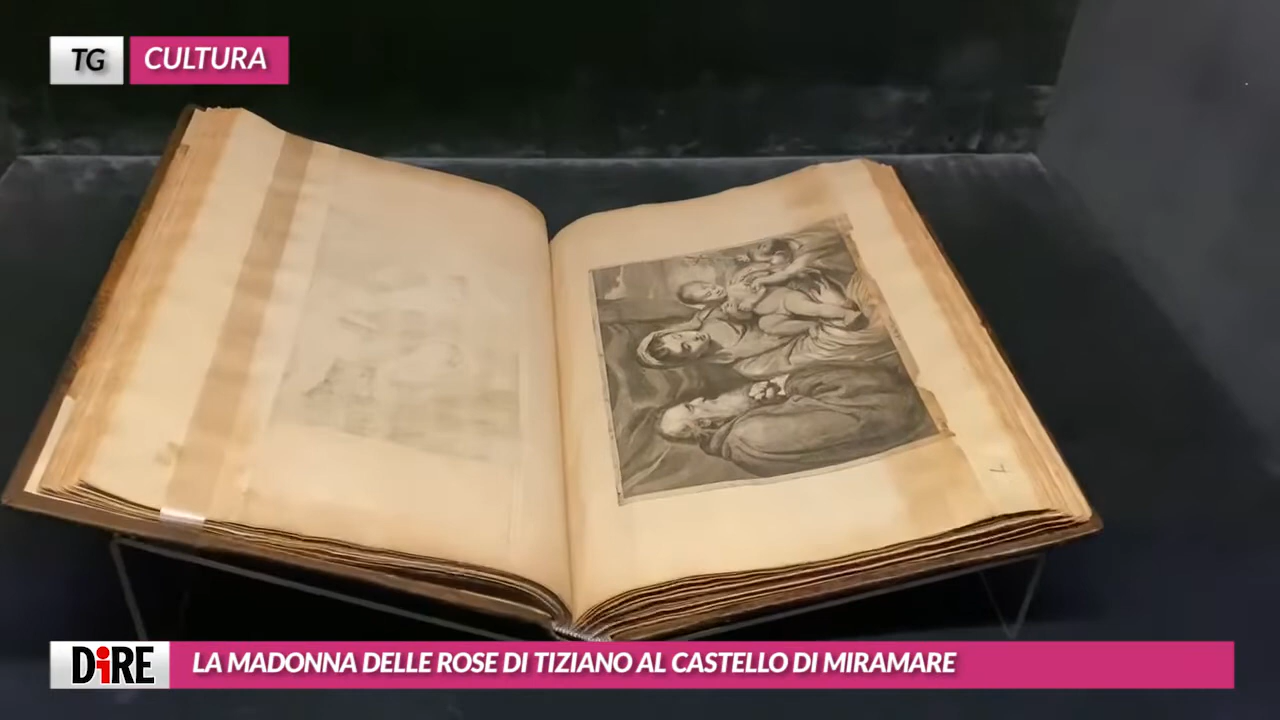 TG CULTURA
DiRE LA MADONNA DELLE ROSE DI TIZIANO AL CASTELLO DI MIRAMARE